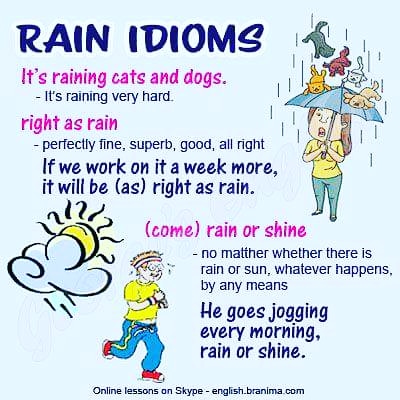 RAIN IDIOMS
It's raining cats and dogs.
- It's raining very hard.
right as rain
- perfectly fine, superb, good, all right
If we work on it a week more,
it will be (as) right as rain.
(come) rain or shine
- no matther whether there is
rain or sun, whatever happens,
by any means
He goes jogging
every morning,
rain or shine.
Online lessons on Skype - english.branima.com